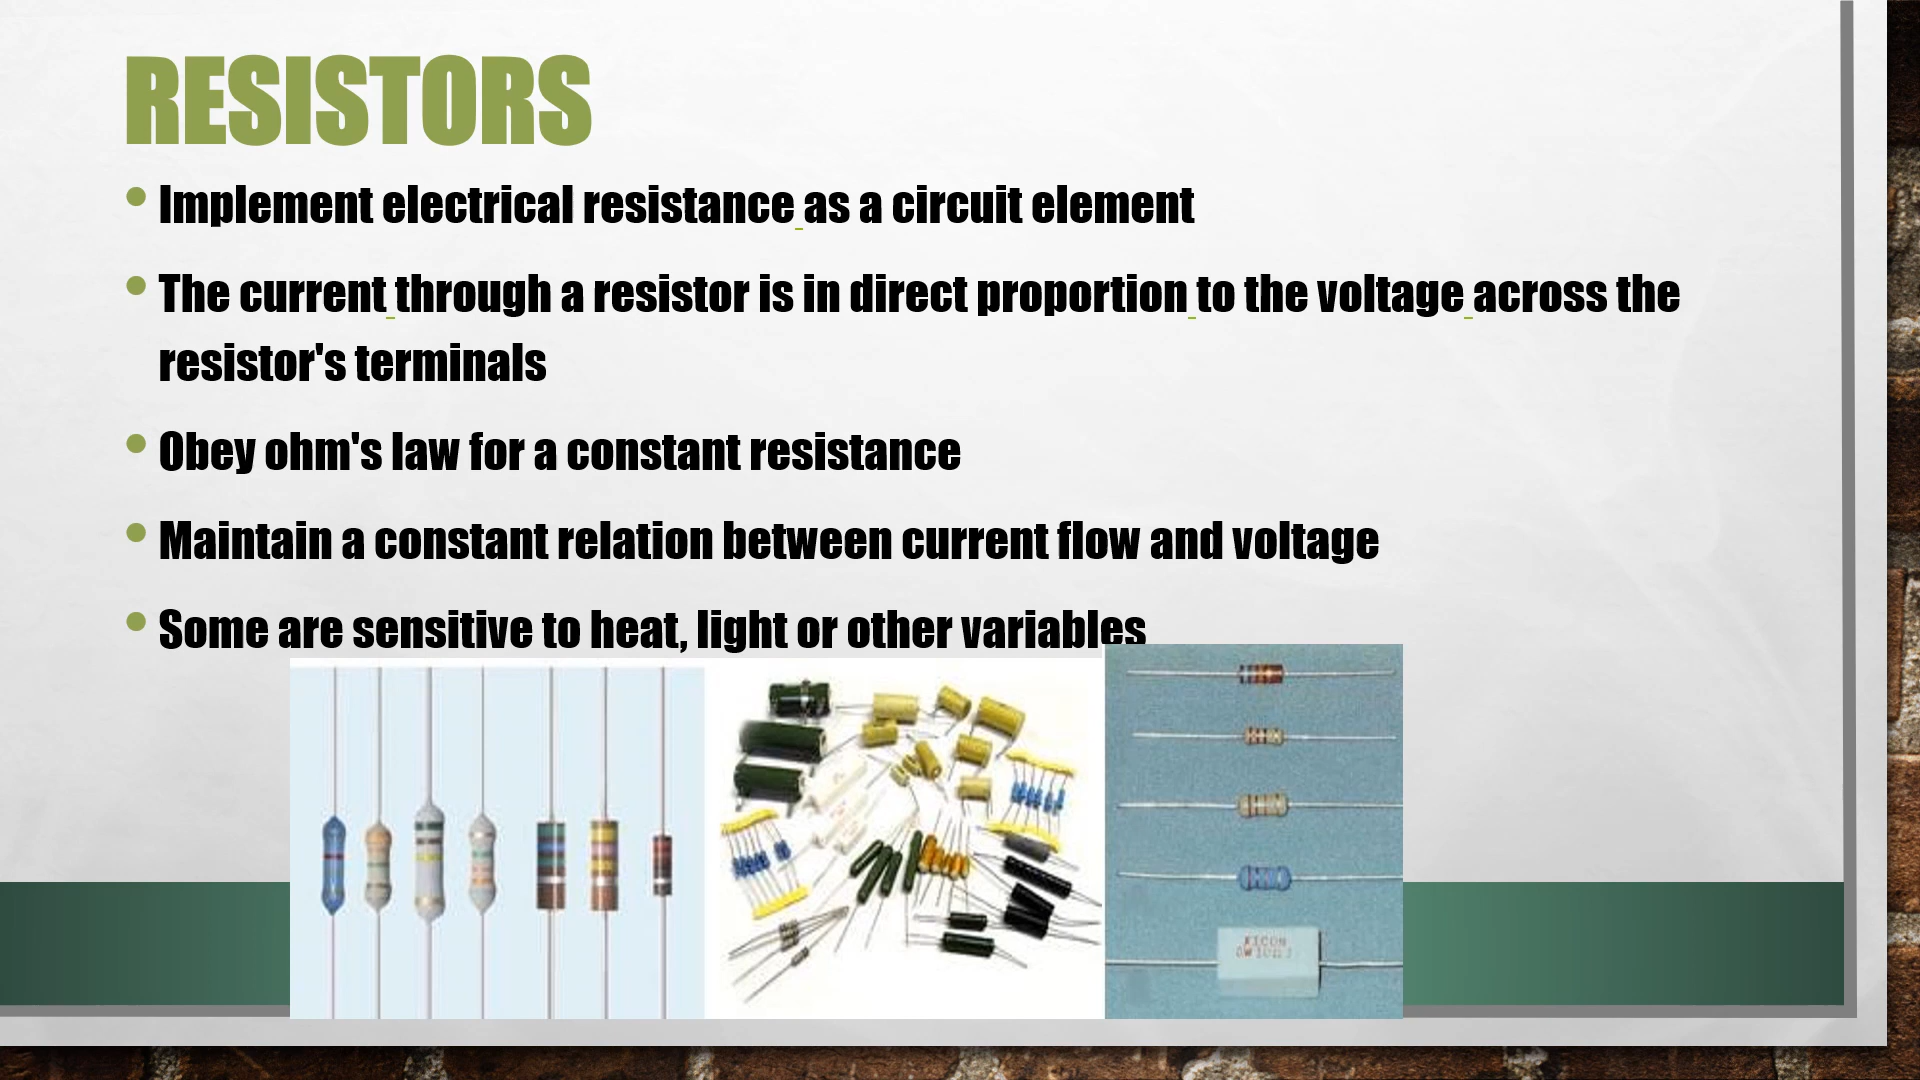 RESISTORS
• Implement electrical resistance as a circuit element
• The current through a resistor is in direct proportion to the voltage across the
resistor's terminals
• Obey ohm's law for a constant resistance
• Maintain a constant relation between current flow and voltage
• Some are sensitive to heat, light or other variables